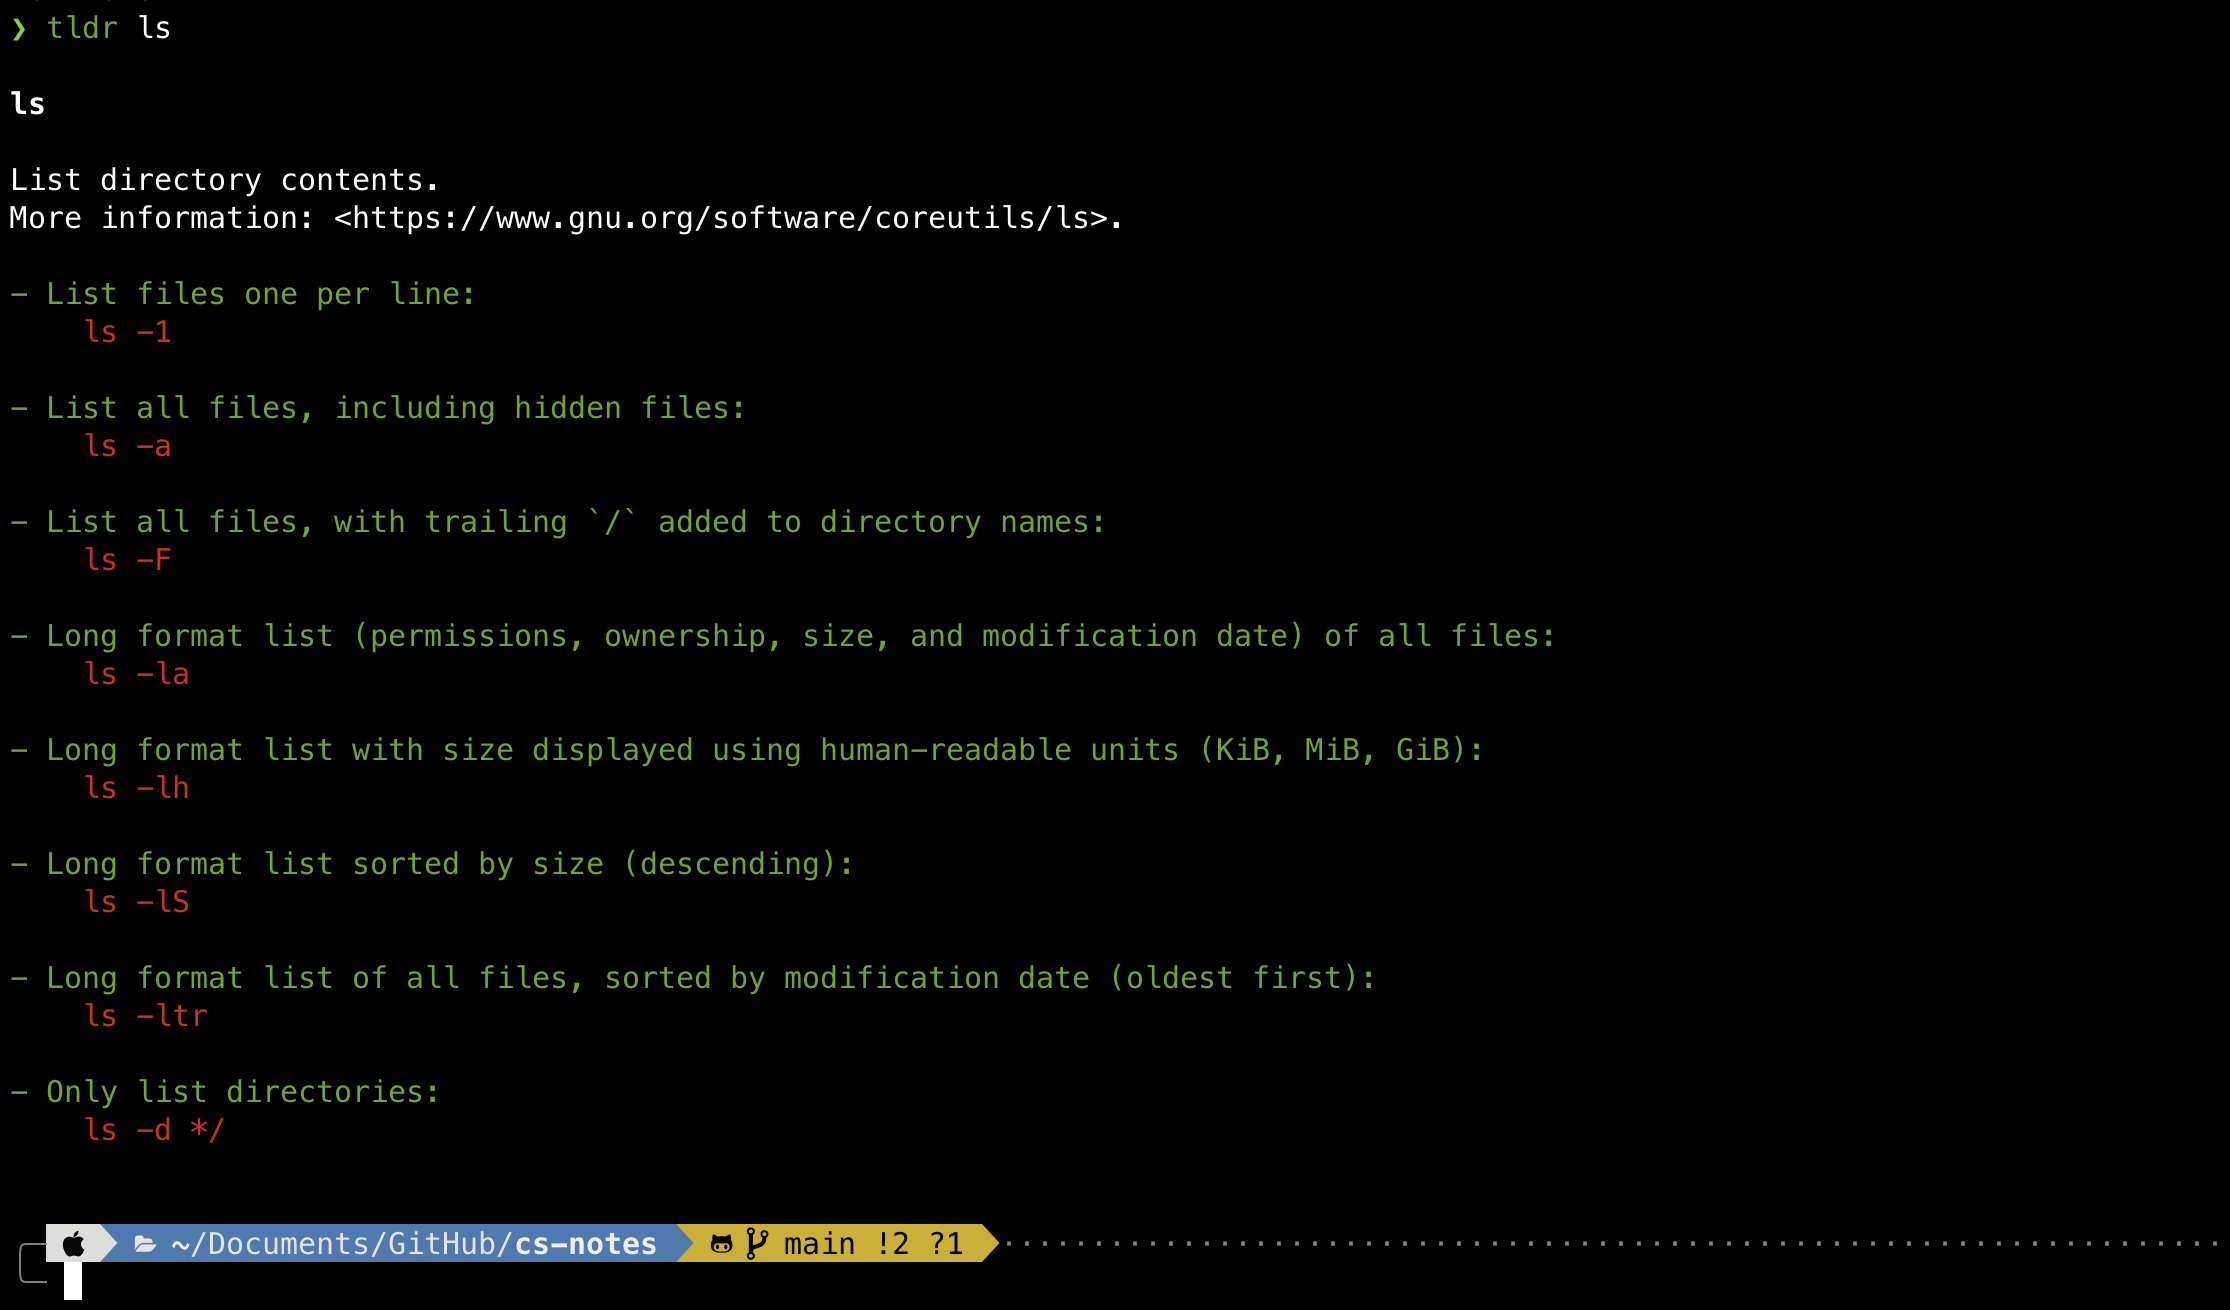 ❯ tldr ls
ls
List directory contents.
More information: <https://www.gnu.org/software/coreutils/ls>.
- List files one per line:
ls -1
- List all files, including hidden files:
ls -a
- List all files, with trailing `/` added to directory names:
ls -F
- Long format list (permissions, ownership, size, and modification date) of all files:
ls -la
- Long format list with size displayed using human-readable units (KiB, MiB, GiB):
ls -lh
- Long format list sorted by size (descending):
ls -lS
- Long format list of all files, sorted by modification date (oldest first):
ls -ltr
- Only list directories:
ls -d */
~/Documents/GitHub/cs-notes main !2 ?1